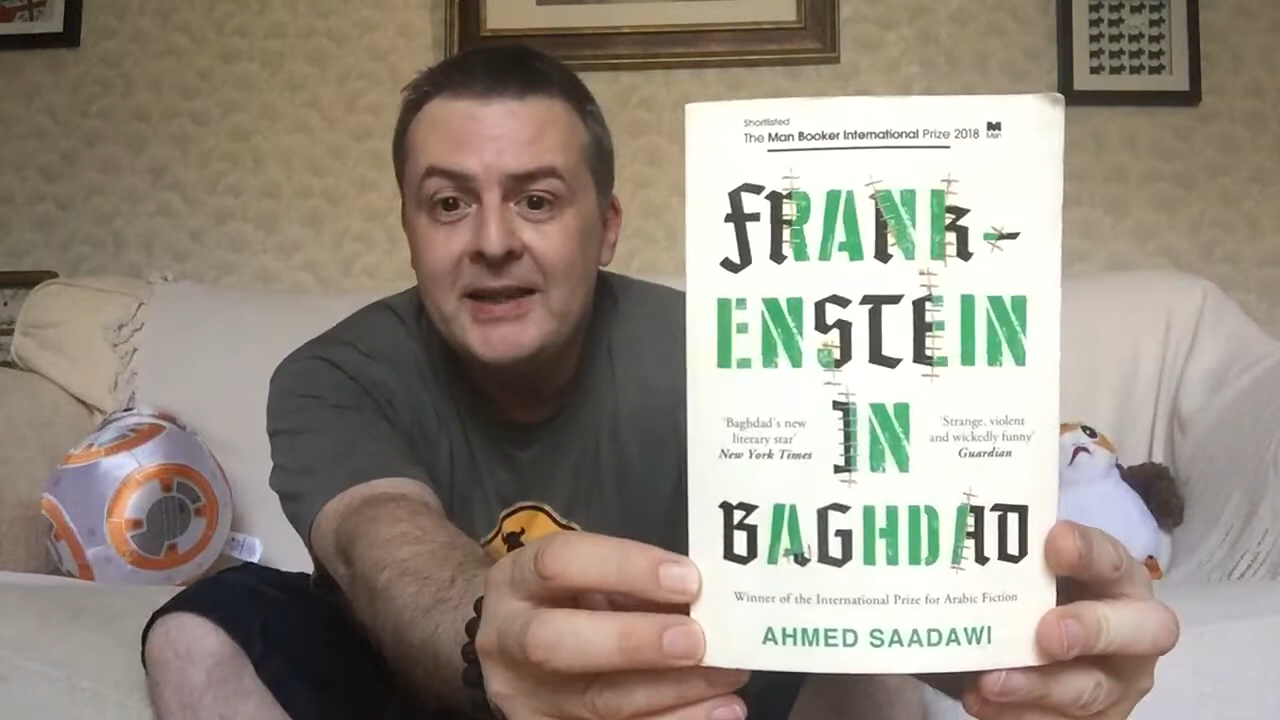 Shortlisted
The Man Booker International Prize 2018
Man
FRANK-
ENSTEIN
IN
BAGHDAD
'Baghdad's new
literary star'
New York Times
'Strange, violent
and wickedly funny'
Guardian
Winner of the International Prize for Arabic Fiction
AHMED SAADAWI